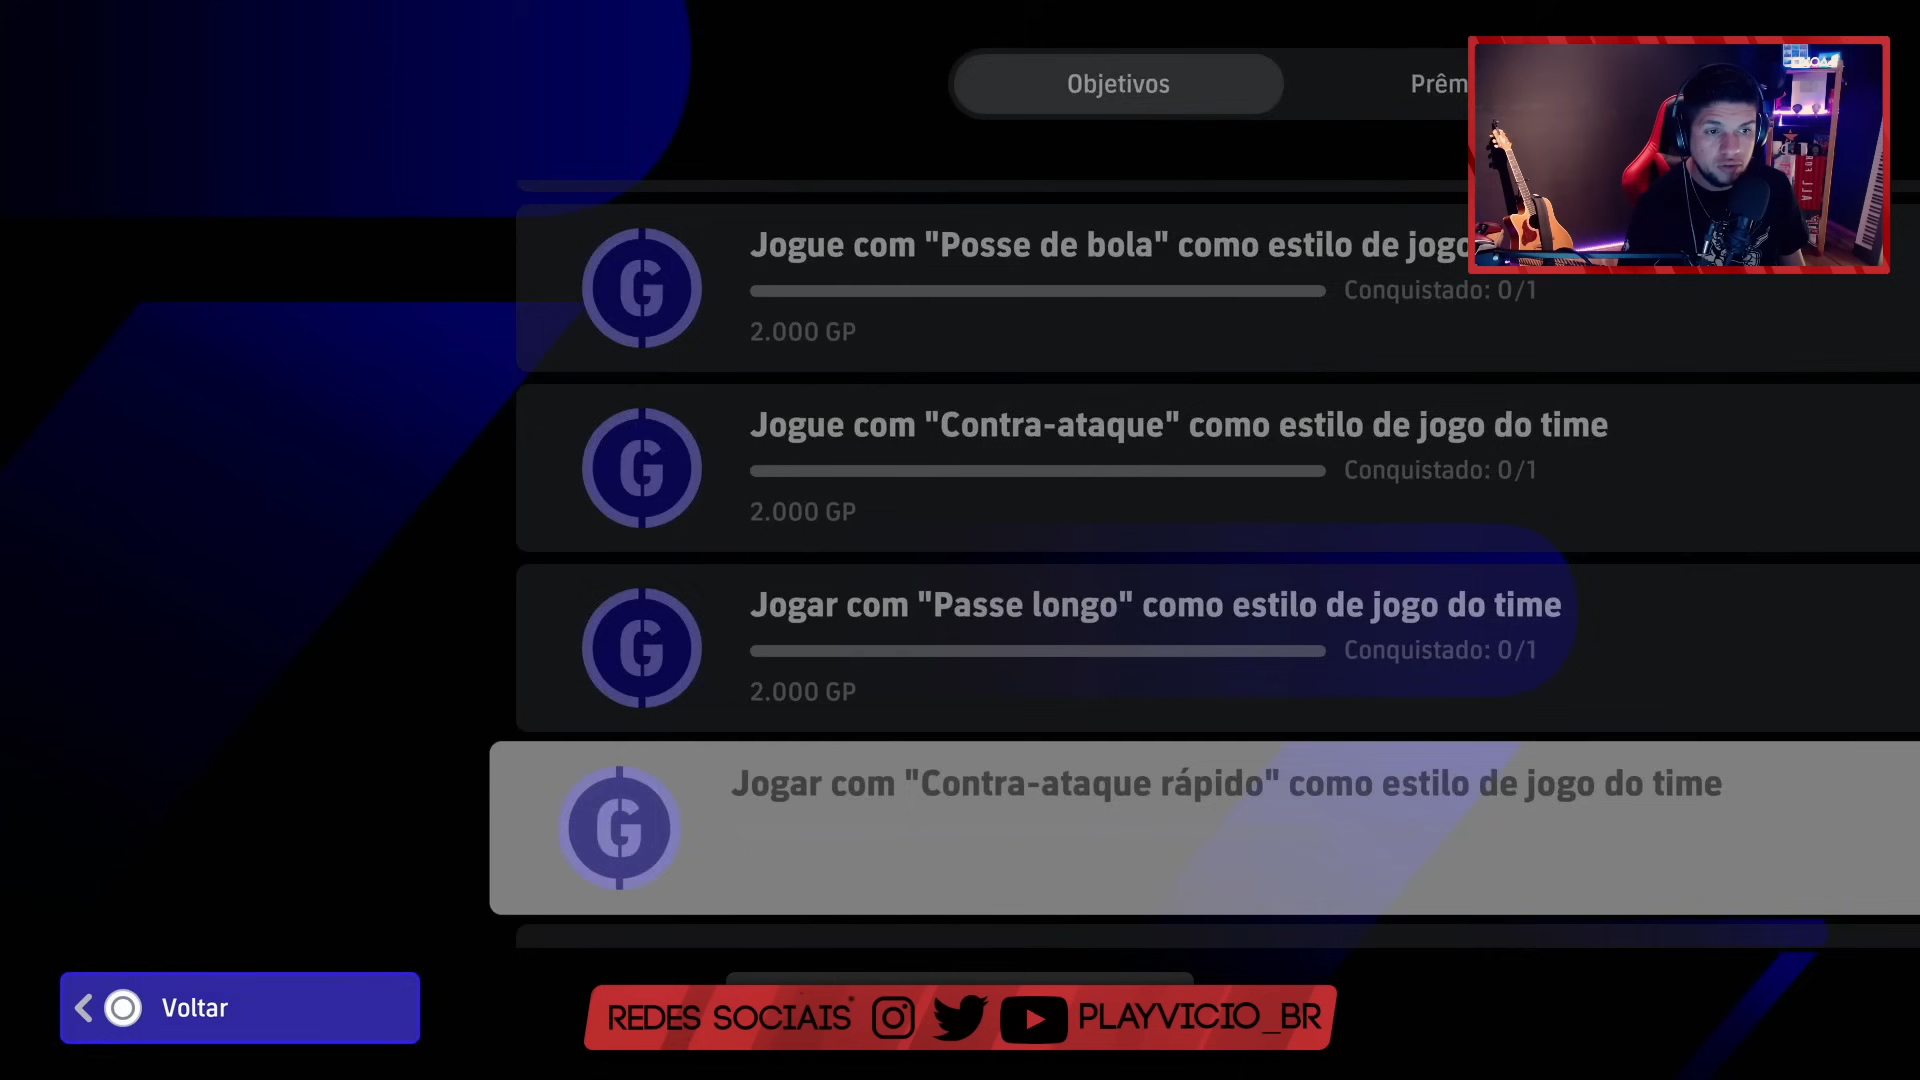 Objetivos
Prêm
Jogue com "Posse de bola" como estilo de jogo
Conquistado: 0/1
2.000 GP
Jogue com "Contra-ataque" como estilo de jogo do time
Conquistado: 0/1
2.000 GP
Jogar com "Passe longo" como estilo de jogo do time
Conquistado: 0/1
2.000 GP
Jogar com "Contra-ataque rápido" como estilo de jogo do time
Voltar
REDES SOCIAIS PLAYVICIO_BR